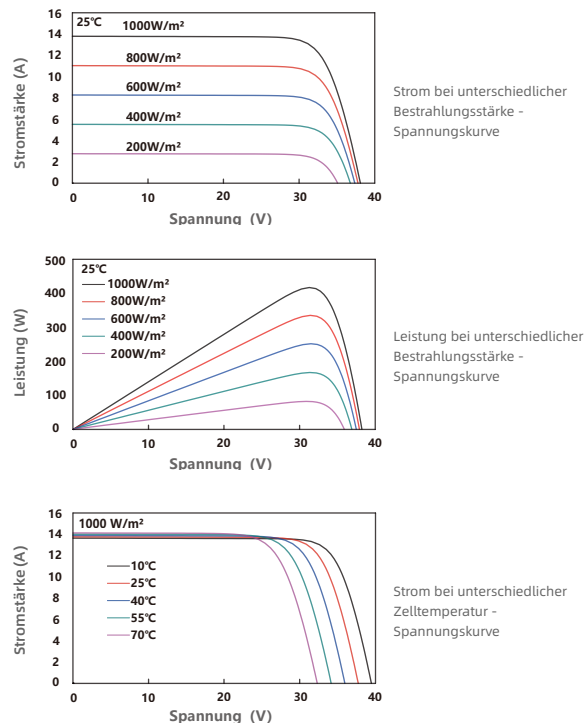 16
14
12
10
8
6
4
2
0
Stromstärke (A)
25℃
1000W/m²
800W/m²
600W/m²
400W/m²
200W/m²
0
10
20
30
40
Spannung (V)
Strom bei unterschiedlicher
Bestrahlungsstärke -
Spannungskurve
500
400
300
200
100
0
Leistung (W)
25℃
1000W/m²
800W/m²
600W/m²
400W/m²
200W/m²
0
10
20
30
40
Spannung (V)
Leistung bei unterschiedlicher
Bestrahlungsstärke -
Spannungskurve
16
14
12
10
8
6
4
2
0
Stromstärke (A)
1000 W/m²
10℃
25℃
40℃
55℃
70℃
0
10
20
30
40
Spannung (V)
Strom bei unterschiedlicher
Zelltemperatur -
Spannungskurve